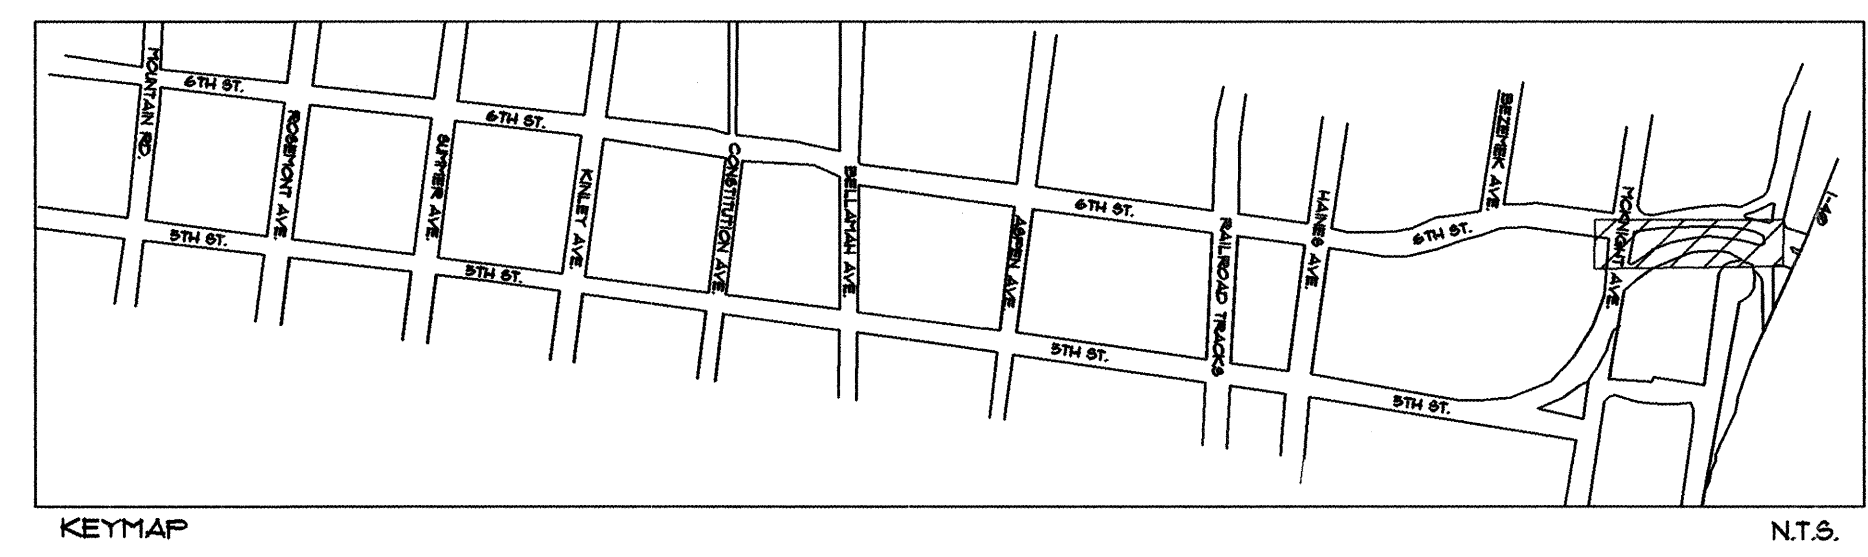 MOUNTAIN RD.
6TH ST.
ROSEMONT AVE.
SUMMER AVE.
6TH ST.
KINLEY AVE.
CONSTITUTION AVE.
BELLAMAH AVE.
ASPEN AVE
6TH ST.
RAILROAD TRACKS
HAINES AVE.
6TH ST.
BEZEMEK AVE.
MCKNIGHT AVE.
I-40
5TH ST.
5TH ST.
5TH ST.
5TH ST.
KEYMAP
N.T.S.